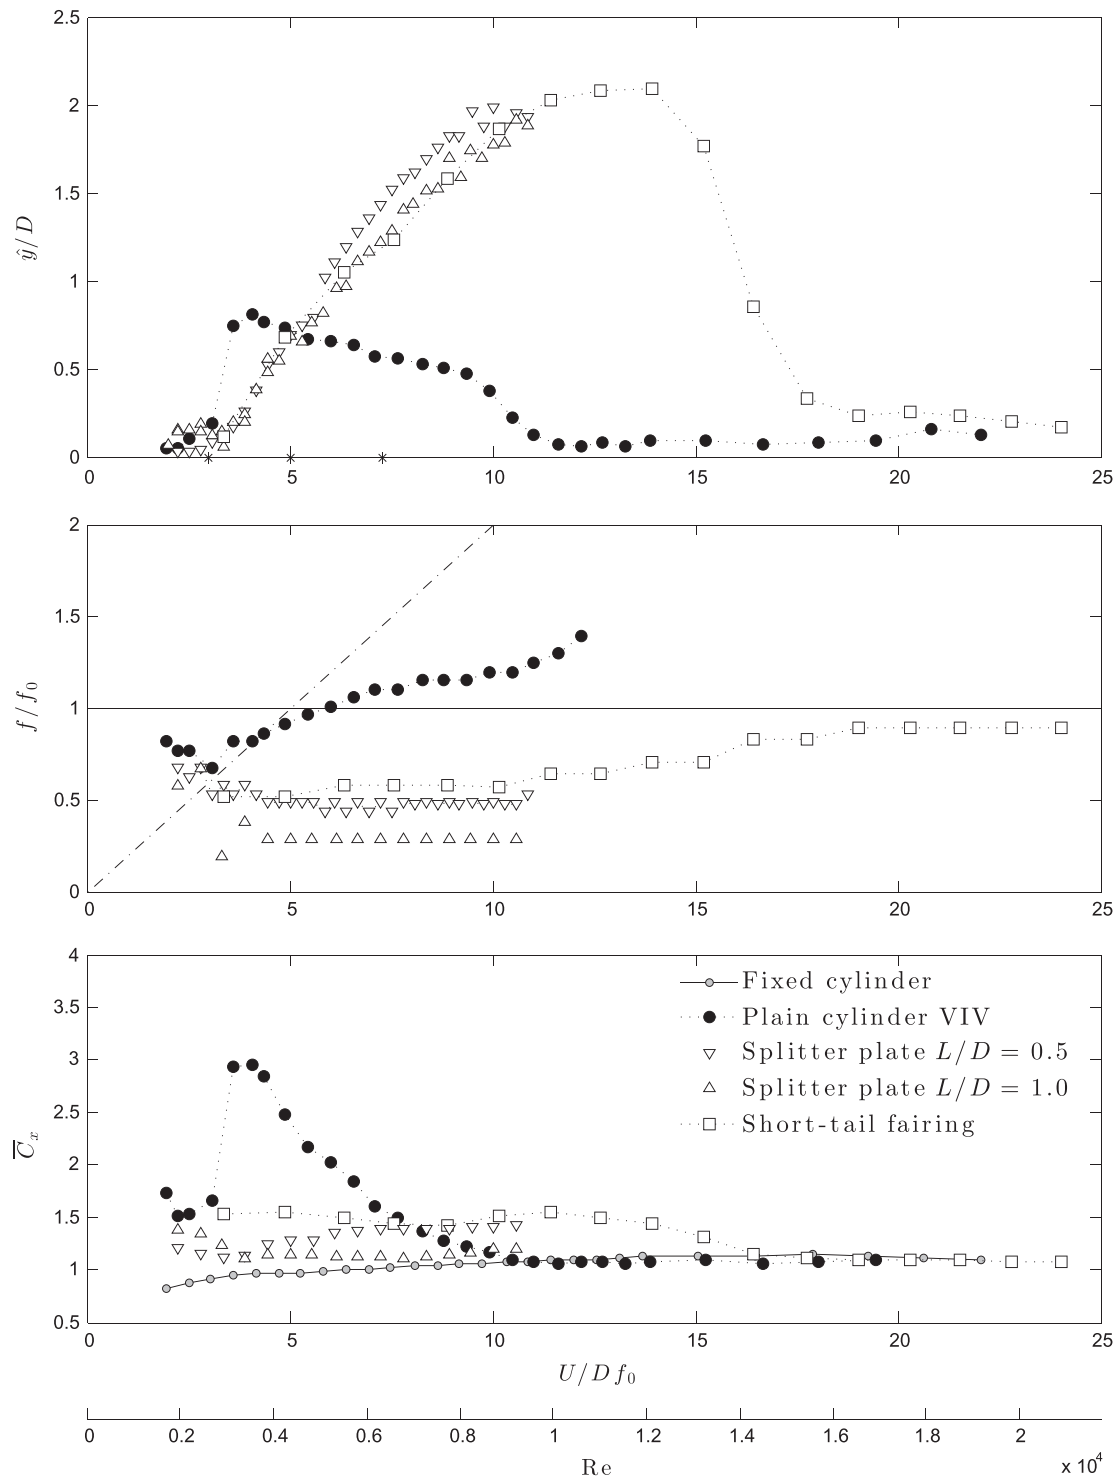 2.5
2
1.5
1
0.5
0
ŷ/D
0 5 10 15 20 25
2
1.5
1
0.5
0
f/f₀
0 5 10 15 20 25
4
3.5
3
2.5
2
1.5
1
0.5
C̅ₓ
Fixed cylinder
Plain cylinder VIV
Splitter plate L/D = 0.5
Splitter plate L/D = 1.0
Short-tail fairing
0 5 10 15 20 25
U/Df₀
0 0.2 0.4 0.6 0.8 1 1.2 1.4 1.6 1.8 2
Re
x 10⁴